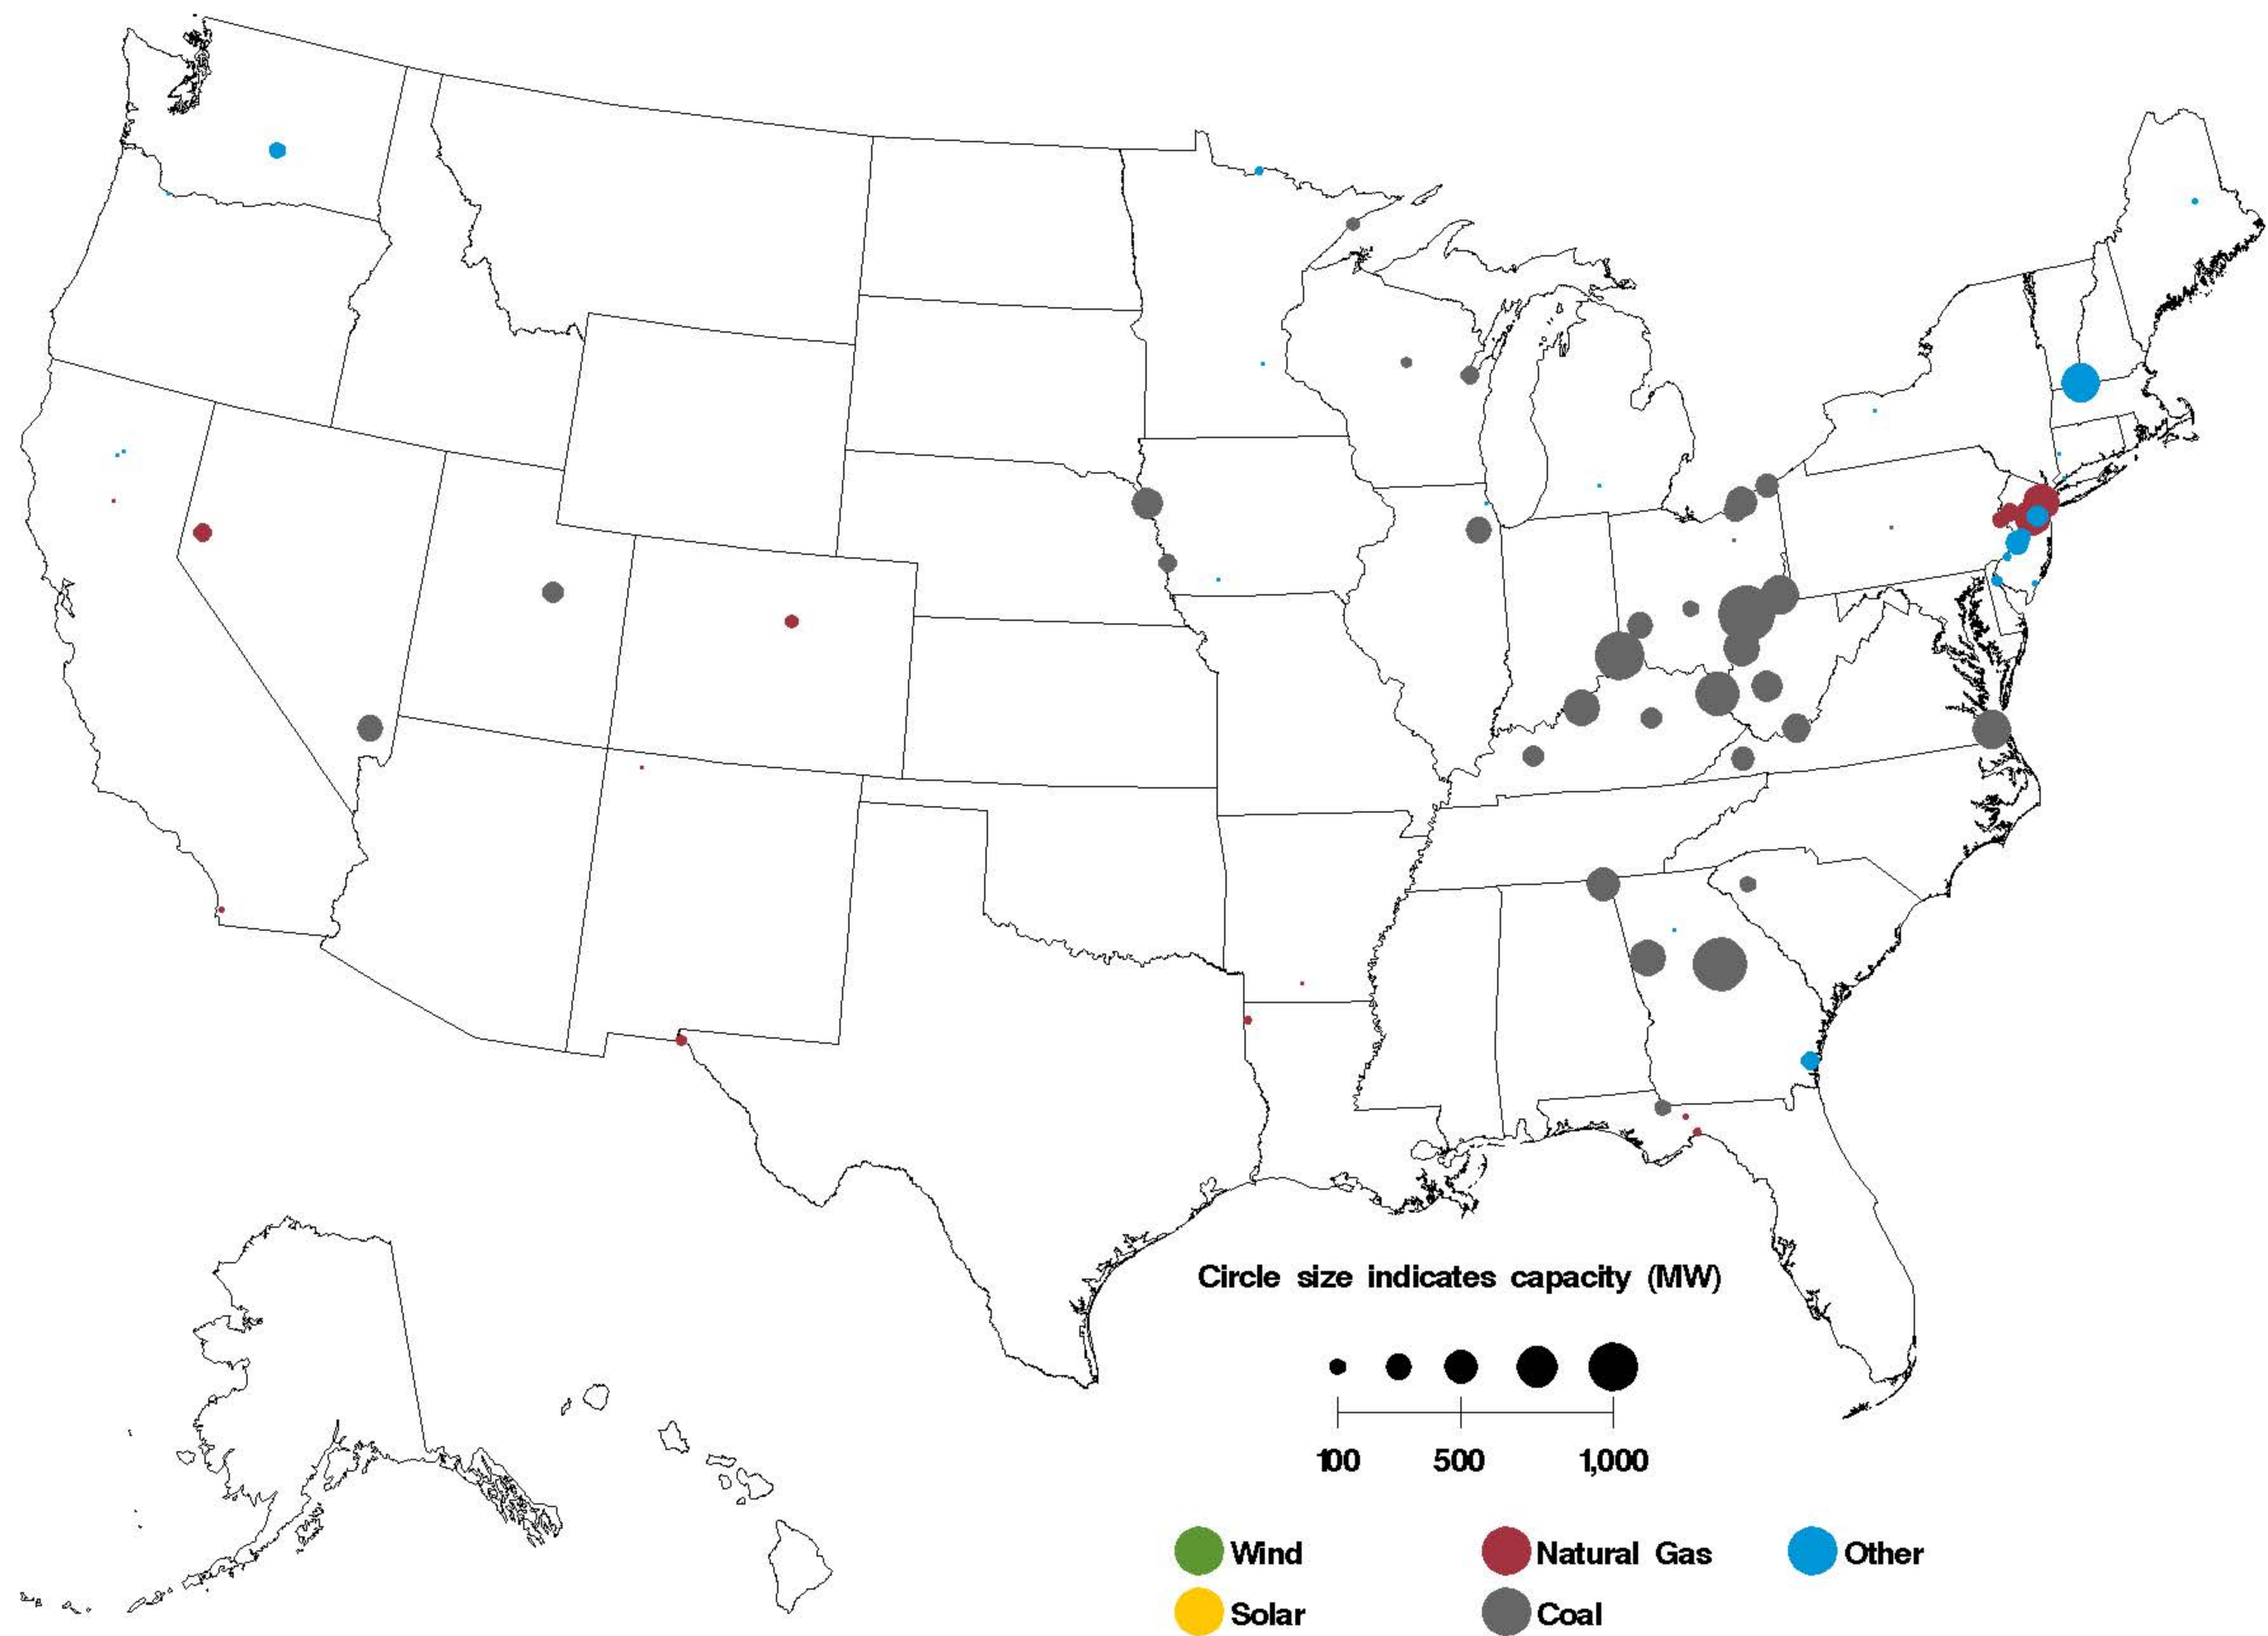 Circle size indicates capacity (MW)
100 500 1,000
Wind Natural Gas Other
Solar Coal